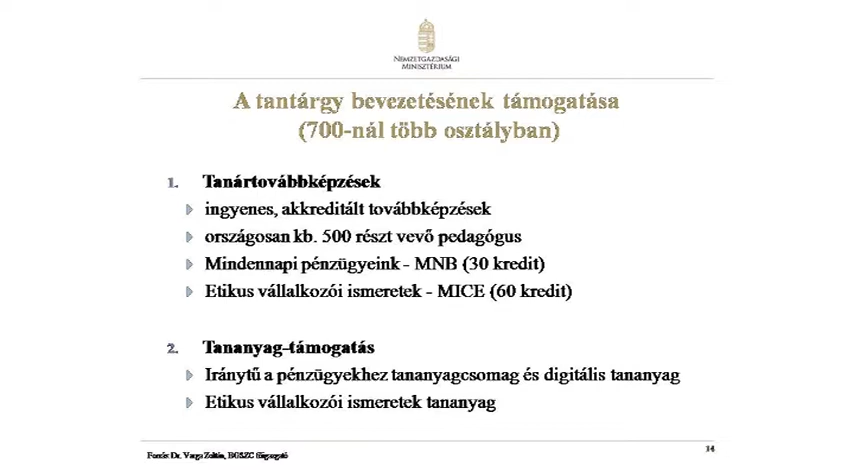 NEMZETGAZDASÁGI
MINISZTÉRIUM
A tantárgy bevezetésének támogatása
(700-nál több osztályban)
1. Tanártovábbképzések
ingyenes, akkreditált továbbképzések
országosan kb. 500 részt vevő pedagógus
Mindennapi pénzügyeink - MNB (30 kredit)
Etikus vállalkozói ismeretek - MICE (60 kredit)
2. Tananyag-támogatás
Iránytű a pénzügyekhez tananyagcsomag és digitális tananyag
Etikus vállalkozói ismeretek tananyag
Forrás: Dr. Varga Zoltán, BGSZC főigazgató
14